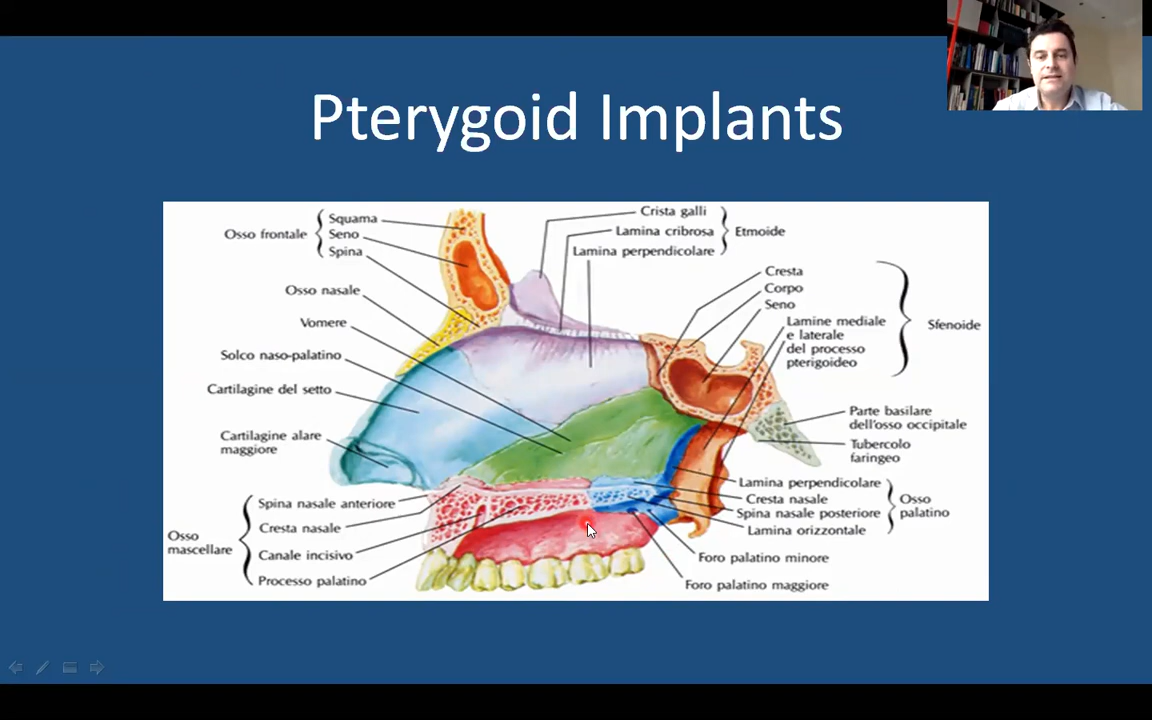 Pterygoid Implants
Osso frontale
Squama
Seno
Spina
Osso nasale
Vomere
Solco naso-palatino
Cartilagine del setto
Cartilagine alare
maggiore
Osso
mascellare
Spina nasale anteriore
Cresta nasale
Canale incisivo
Processo palatino
Crista galli
Lamina cribrosa
Lamina perpendicolare
Etmoide
Cresta
Corpo
Seno
Lamine mediale
e laterale
del processo
pterigoideo
Sfenoide
Parte basilare
dell'osso occipitale
Tubercolo
faringeo
Lamina perpendicolare
Cresta nasale
Spina nasale posteriore
Lamina orizzontale
Osso
palatino
Foro palatino minore
Foro palatino maggiore